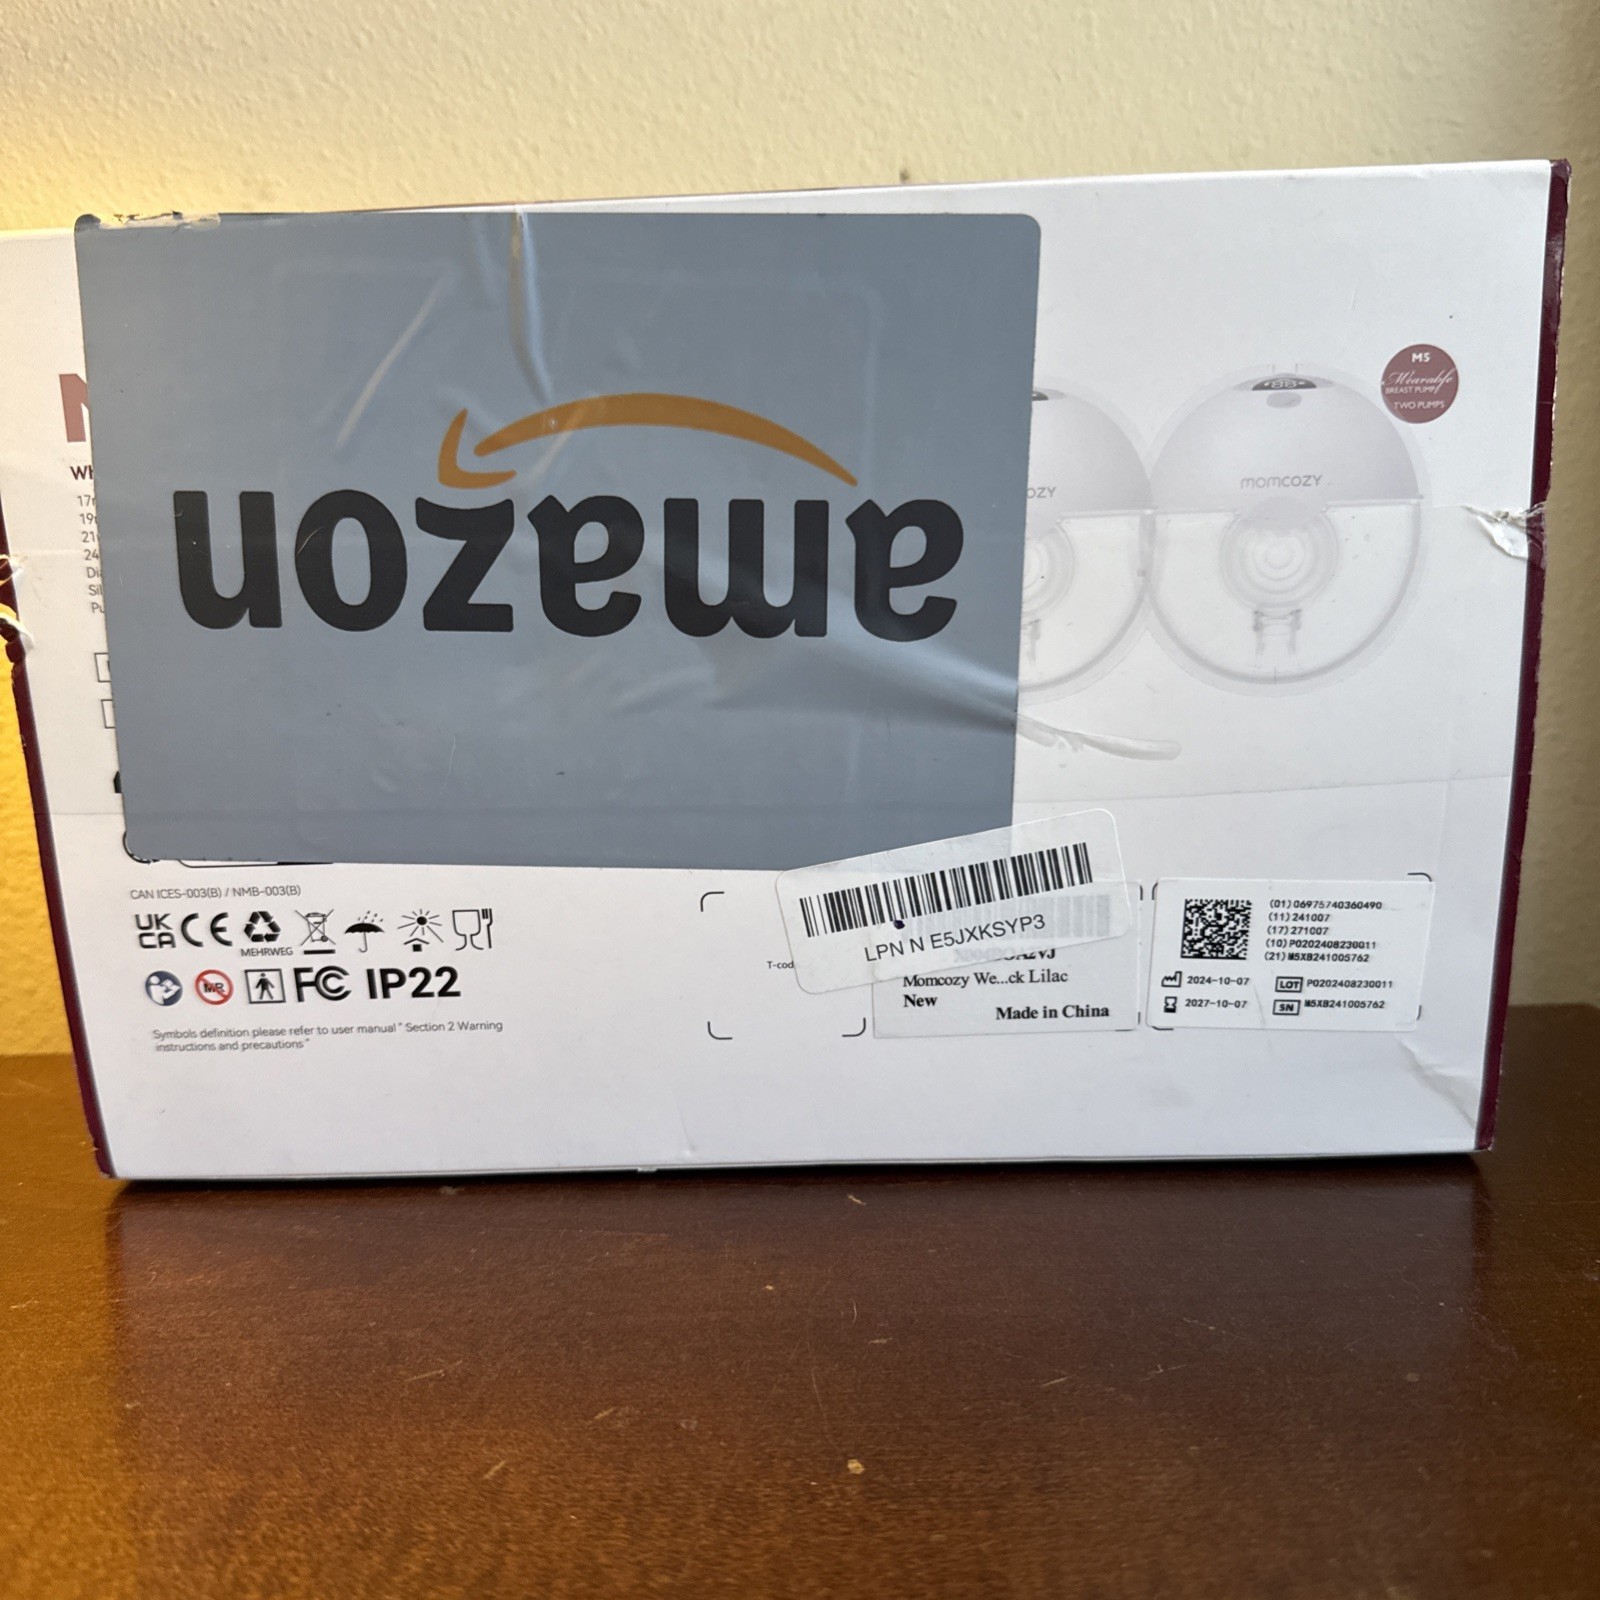 amazon
M5
Wearable
BREAST PUMP
TWO PUMPS
OZY
momcozy
CAN ICES-003(B) / NMB-003(B)
UK
CA
CE
MEHRWEG
MR
FC IP22
Symbols definition please refer to user manual " Section 2 Warning
instructions and precautions"
T-cod
LPN N E5JXKSYP3
Momcozy We...ck Lilac
New
Made in China
(01)06975740360490
(11)241007
(17)271007
(10)P0202408230011
(21)M5XB241005762
2024-10-07
LOT P0202408230011
2027-10-07
SN M5XB241005762